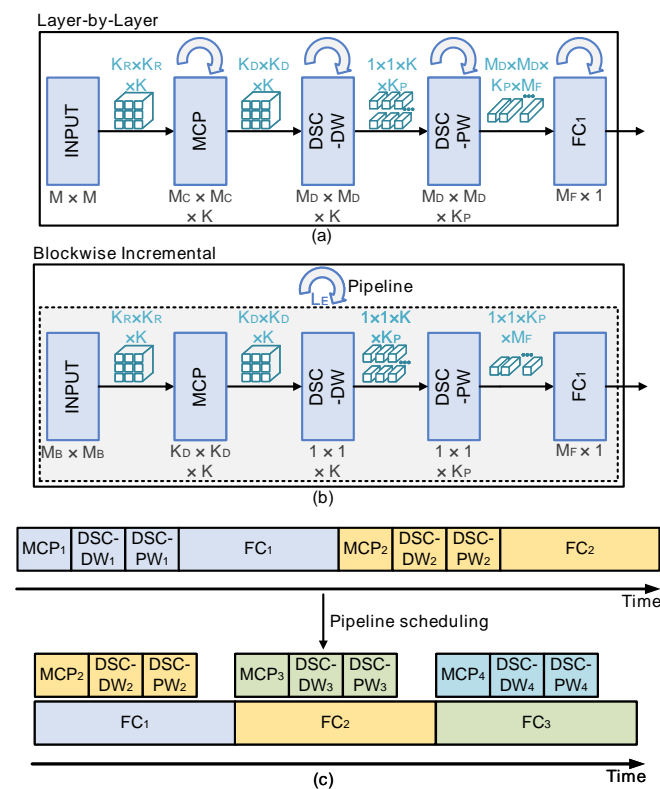 Layer-by-Layer
KR×KR
×K
KD×KD
×K
1×1×K
×KP
MD×MD×
KP×MF
INPUT
MCP
DSC
-DW
DSC
-PW
FC1
M × M
MC × MC
× K
MD × MD
× K
MD × MD
× KP
MF × 1
(a)
Blockwise Incremental
LE
Pipeline
KR×KR
×K
KD×KD
×K
1×1×K
×KP
1×1×KP
×MF
INPUT
MCP
DSC
-DW
DSC
-PW
FC1
MB × MB
KD × KD
× K
1 × 1
× K
1 × 1
× KP
MF × 1
(b)
MCP1
DSC-
DW1
DSC-
PW1
FC1
MCP2
DSC-
DW2
DSC-
PW2
FC2
Time
Pipeline scheduling
MCP2
DSC-
DW2
DSC-
PW2
MCP3
DSC-
DW3
DSC-
PW3
MCP4
DSC-
DW4
DSC-
PW4
FC1
FC2
FC3
Time
(c)